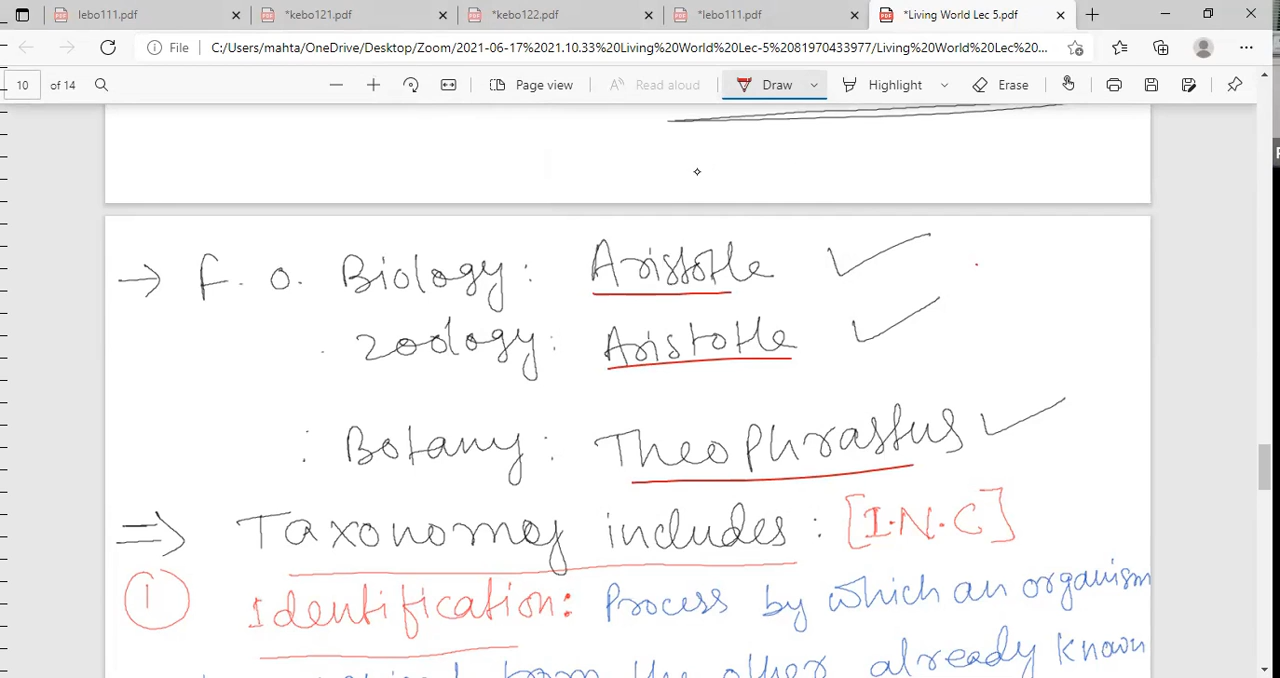 lebo111.pdf
*kebo121.pdf
*kebo122.pdf
*lebo111.pdf
*Living World Lec 5.pdf
File
C:/Users/mahta/OneDrive/Desktop/Zoom/2021-06-17%2021.10.33%20Living%20World%20Lec-5%2081970433977/Living%20World%20Lec%20...
10 of 14
Page view
Read aloud
Draw
Highlight
Erase
→ F. O. Biology: Aristotle ✓
Zoology: Aristotle ✓
: Botany: Theophrastus ✓
⇒ Taxonomy includes: [I.N.C]
1 Identification: Process by which an organism
from the other already known